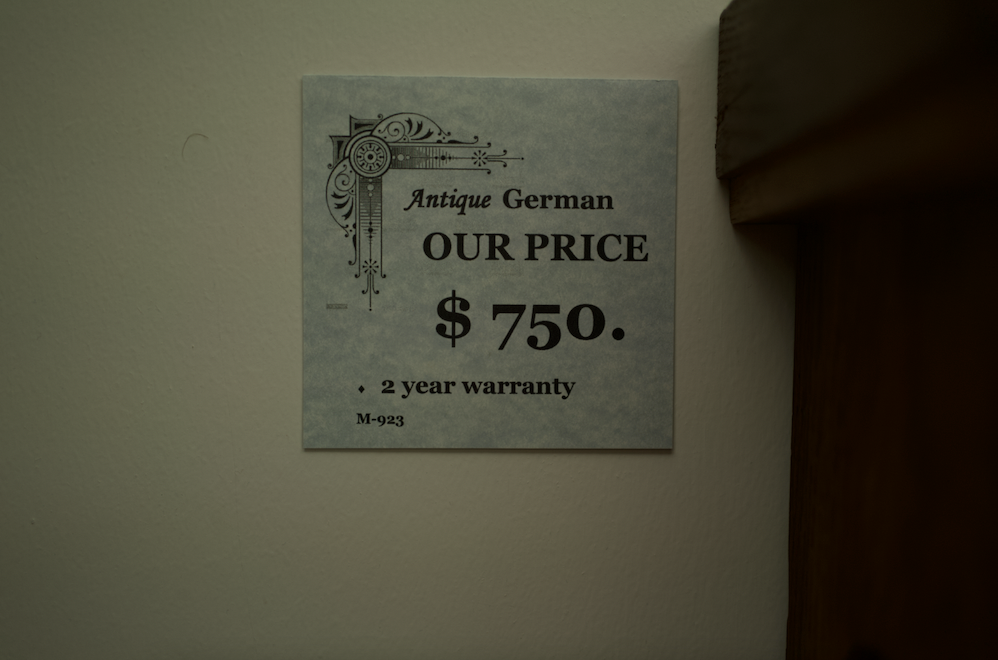 Antique German
OUR PRICE
$ 750.
♦ 2 year warranty
M-923